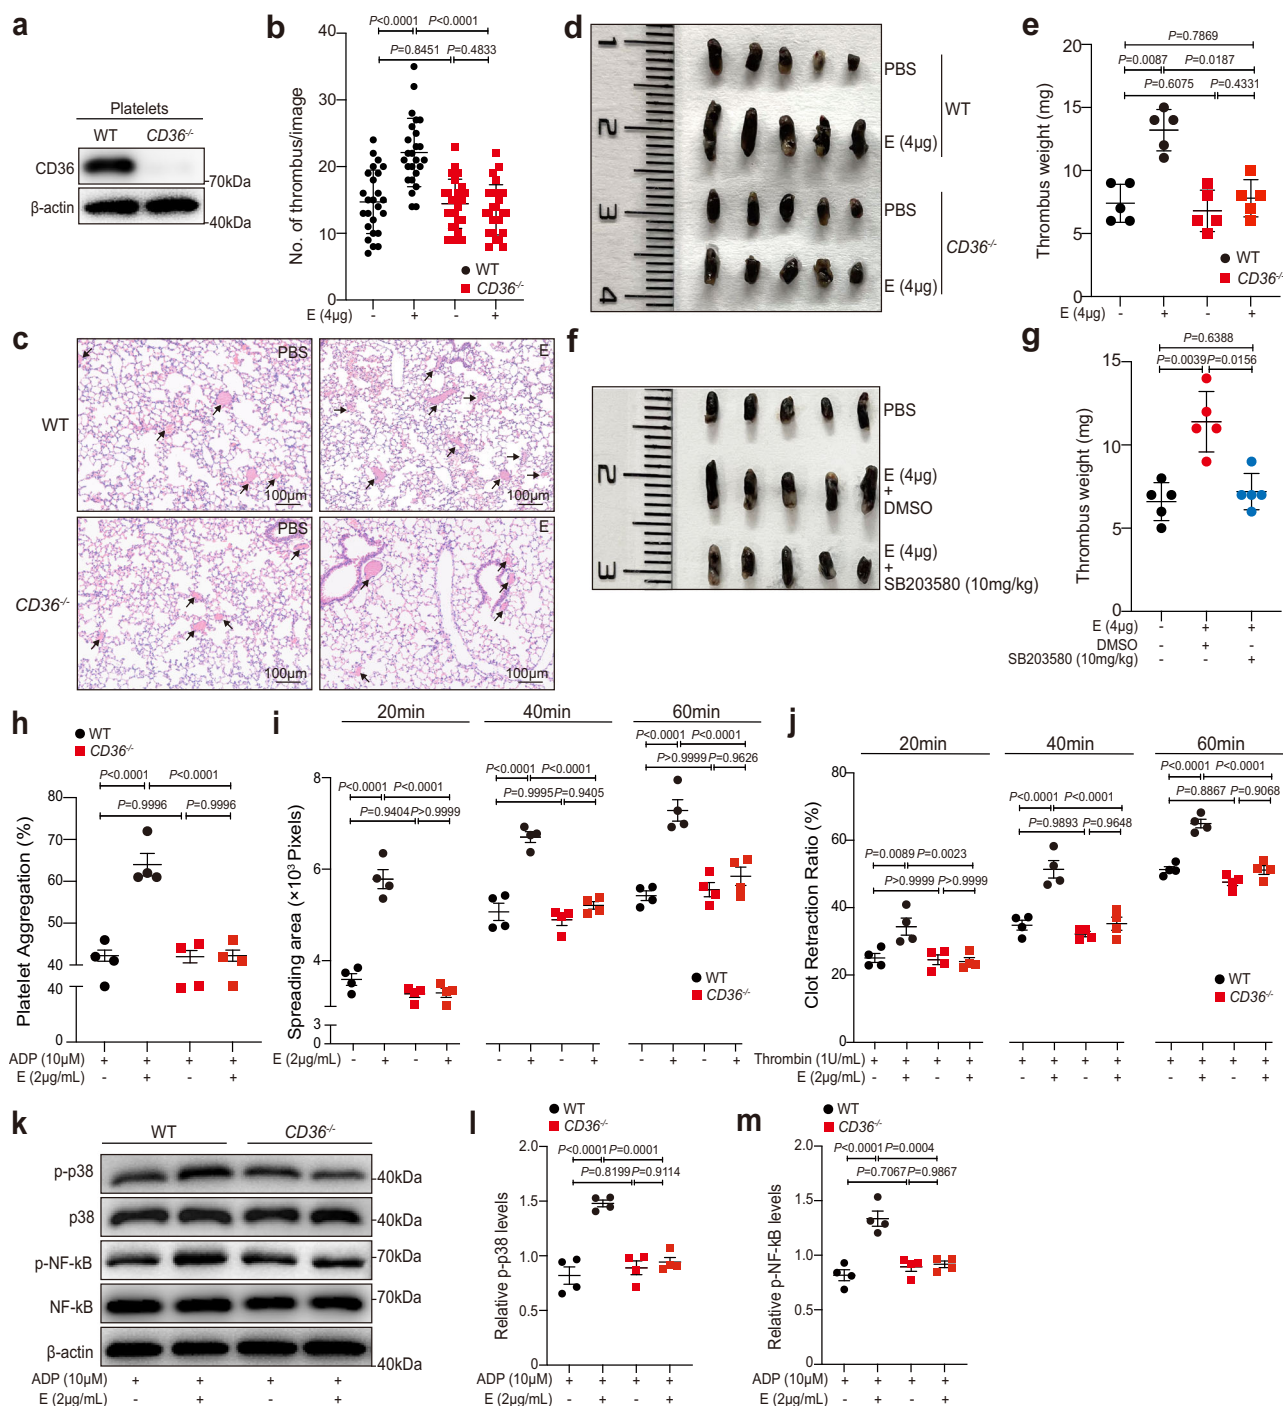 a
Platelets
WT CD36-/-
CD36
-70kDa
β-actin
-40kDa
b
P<0.0001 P<0.0001
P=0.8451 P=0.4833
No. of thrombus/image
40
30
20
10
0
WT
CD36-/-
E (4μg) - + - +
c
WT
PBS
100μm
E
100μm
CD36-/-
PBS
100μm
E
100μm
d
1
2
3
4
PBS
E (4μg)
WT
PBS
E (4μg)
CD36-/-
e
P=0.7869
P=0.0087 P=0.0187
P=0.6075 P=0.4331
Thrombus weight (mg)
20
15
10
5
0
WT
CD36-/-
E (4μg) - + - +
f
2
3
PBS
E (4μg)
+
DMSO
E (4μg)
+
SB203580 (10mg/kg)
g
P=0.6388
P=0.0039 P=0.0156
Thrombus weight (mg)
15
10
5
0
E (4μg) - + +
DMSO - + -
SB203580 (10mg/kg) - - +
h
WT
CD36-/-
P<0.0001 P<0.0001
P=0.9996 P=0.9996
Platelet Aggregation (%)
80
70
60
50
40
40
0
ADP (10μM) + + + +
E (2μg/mL) - + - +
i
20min 40min 60min
P<0.0001 P<0.0001
P=0.9404 P>0.9999
P<0.0001 P<0.0001
P=0.9995 P=0.9405
P<0.0001 P<0.0001
P>0.9999 P=0.9626
Spreading area (×10³ Pixels)
8
6
4
3
0
WT
CD36-/-
E (2μg/mL) - + - + - + - + - + - +
j
20min 40min 60min
P=0.0089 P=0.0023
P>0.9999 P>0.9999
P<0.0001 P<0.0001
P=0.9893 P=0.9648
P<0.0001 P<0.0001
P=0.8867 P=0.9068
Clot Retraction Ratio (%)
80
60
40
20
0
WT
CD36-/-
Thrombin (1U/mL) + + + + + + + + + + + +
E (2μg/mL) - + - + - + - + - + - +
k
WT CD36-/-
p-p38
-40kDa
p38
-40kDa
p-NF-kB
-70kDa
NF-kB
-70kDa
β-actin
-40kDa
ADP (10μM) + + + +
E (2μg/mL) - + - +
l
WT
CD36-/-
P<0.0001 P=0.0001
P=0.8199 P=0.9114
Relative p-p38 levels
2.0
1.5
1.0
0.5
0
ADP (10μM) + + + +
E (2μg/mL) - + - +
m
WT
CD36-/-
P<0.0001 P=0.0004
P=0.7067 P=0.9867
Relative p-NF-kB levels
2.0
1.5
1.0
0.5
0
ADP (10μM) + + + +
E (2μg/mL) - + - +